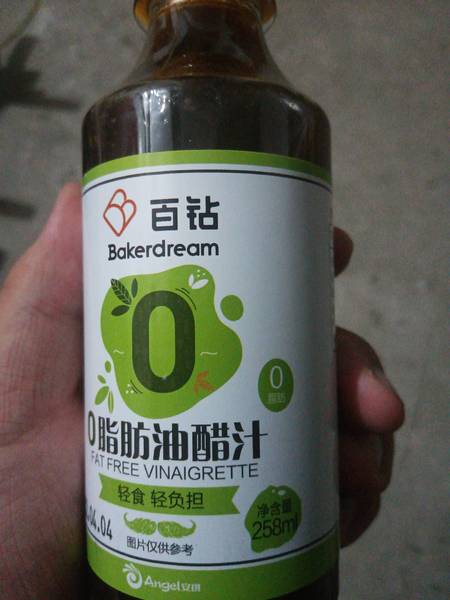 百钻
Bakerdream
0
0
脂肪
0脂肪油醋汁
FAT FREE VINAIGRETTE
轻食 轻负担
净含量
258ml
.04.04
图片仅供参考
Angel安琪